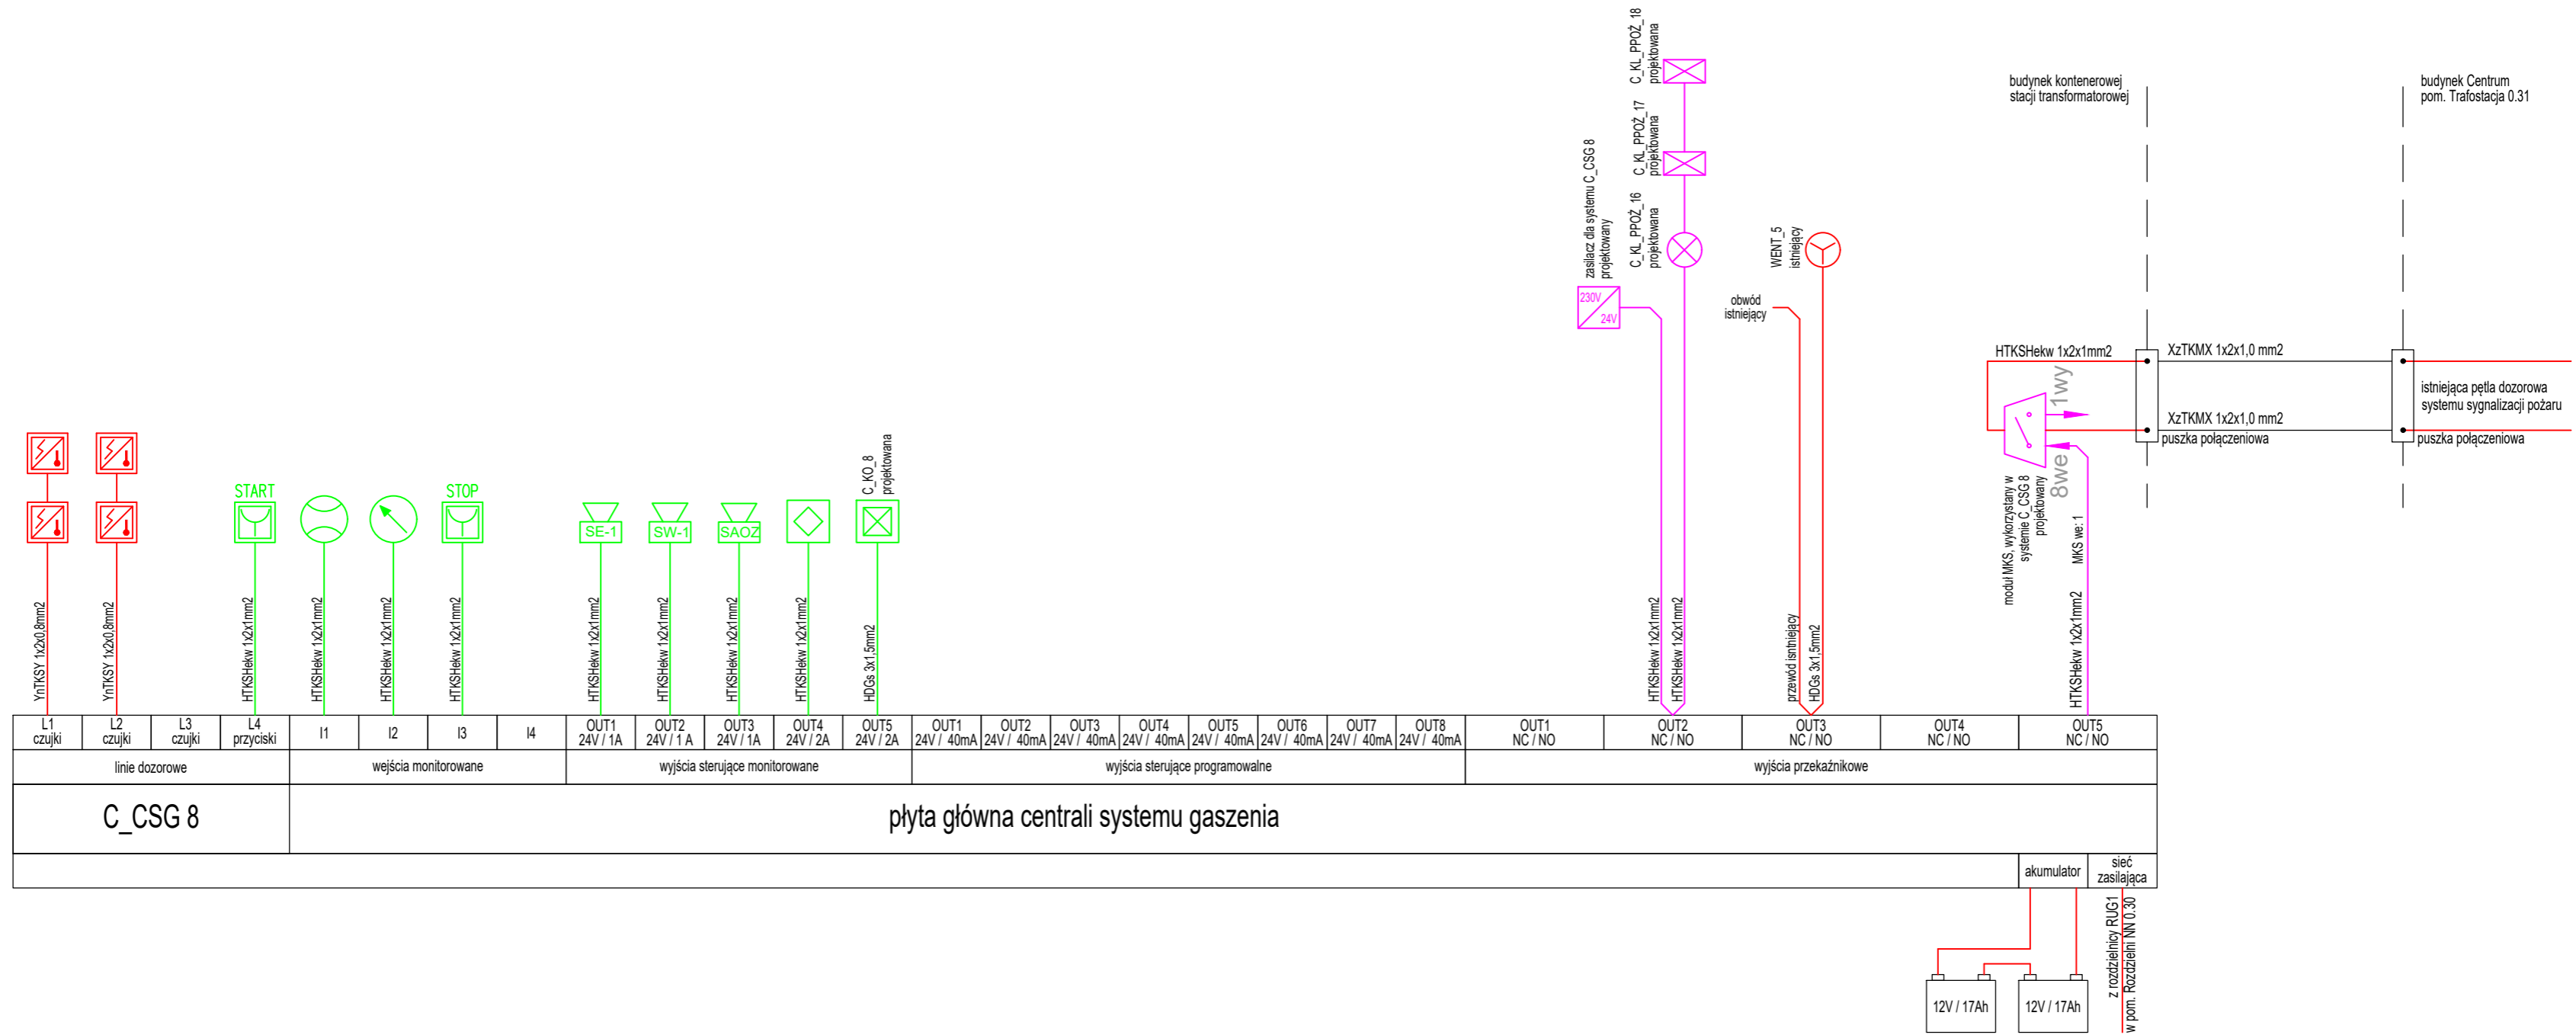 C_KL_PPOŻ_18
projektowana
C_KL_PPOŻ_17
projektowana
C_KL_PPOŻ_16
projektowana
zasilacz dla systemu C_CSG 8
projektowany
230V
24V
WENT_5
istniejący
obwód
istniejący
budynek kontenerowej
stacji transformatorowej
budynek Centrum
pom. Trafostacja 0.31
HTKSHekw 1x2x1mm2
XzTKMX 1x2x1,0 mm2
XzTKMX 1x2x1,0 mm2
puszka połączeniowa
puszka połączeniowa
istniejąca pętla dozorowa
systemu sygnalizacji pożaru
1wy
8we
moduł MKS, wykorzystany w
systemie C_CSG 8
projektowany
MKS we: 1
HTKSHekw 1x2x1mm2
START
STOP
SE-1
SW-1
SAOZ
C_KO_8
projektowana
YnTKSY 1x2x0,8mm2
YnTKSY 1x2x0,8mm2
HTKSHekw 1x2x1mm2
HTKSHekw 1x2x1mm2
HTKSHekw 1x2x1mm2
HTKSHekw 1x2x1mm2
HTKSHekw 1x2x1mm2
HTKSHekw 1x2x1mm2
HTKSHekw 1x2x1mm2
HTKSHekw 1x2x1mm2
HDGs 3x1,5mm2
HTKSHekw 1x2x1mm2
HTKSHekw 1x2x1mm2
przewód isntniejący
HDGs 3x1,5mm2
L1
czujki
L2
czujki
L3
czujki
L4
przyciski
I1
I2
I3
I4
OUT1
24V / 1A
OUT2
24V / 1 A
OUT3
24V / 1A
OUT4
24V / 2A
OUT5
24V / 2A
OUT1
24V / 40mA
OUT2
24V / 40mA
OUT3
24V / 40mA
OUT4
24V / 40mA
OUT5
24V / 40mA
OUT6
24V / 40mA
OUT7
24V / 40mA
OUT8
24V / 40mA
OUT1
NC / NO
OUT2
NC / NO
OUT3
NC / NO
OUT4
NC / NO
OUT5
NC / NO
linie dozorowe
wejścia monitorowane
wyjścia sterujące monitorowane
wyjścia sterujące programowalne
wyjścia przekaźnikowe
C_CSG 8
płyta główna centrali systemu gaszenia
akumulator
sieć
zasilająca
12V / 17Ah
12V / 17Ah
z rozdzielnicy RUG1
w pom. Rozdzielni NN 0.30